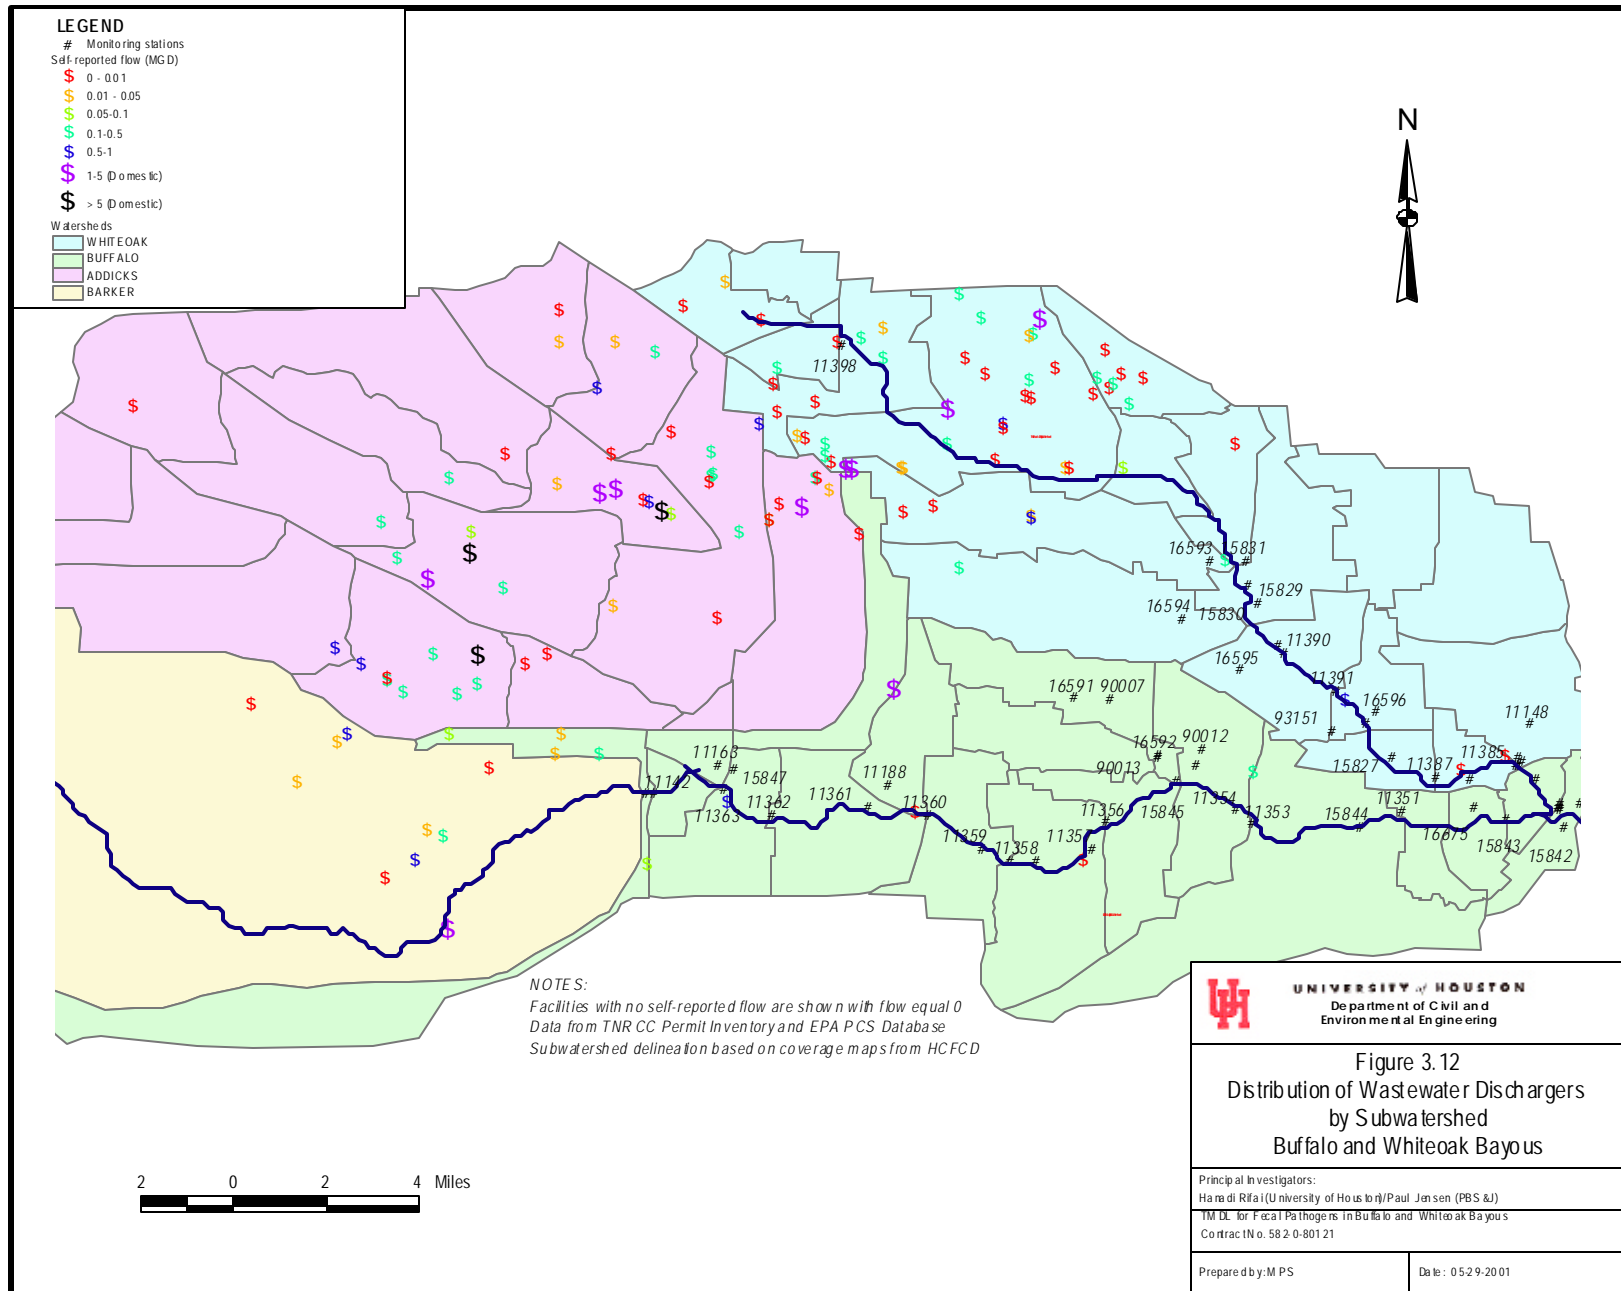 LEGEND
# Monitoring stations
Self-reported flow (MGD)
$ 0 - 0.01
$ 0.01 - 0.05
$ 0.05-0.1
$ 0.1-0.5
$ 0.5-1
$ 1-5 (Domestic)
$ > 5 (Domestic)
Watersheds
WHITEOAK
BUFFALO
ADDICKS
BARKER
N
11398
16593 15831
15829
16594
15830
11390
16595
11391
16591 90007
16596
93151
11148
16592 90012
11163
11385
90013
15827
11387
11142
15847
11188
11362
11361
11360
11363
11356
15845
11354
11353
15844
11351
11359
11358
11357
16675
15843
15842
NOTES:
Facilities with no self-reported flow are shown with flow equal 0
Data from TNRCC Permit Inventory and EPA PCS Database
Subwatershed delineation based on coverage maps from HCFCD
2 0 2 4 Miles
UH
UNIVERSITY of HOUSTON
Department of Civil and
Environmental Engineering
Figure 3.12
Distribution of Wastewater Dischargers
by Subwatershed
Buffalo and Whiteoak Bayous
Principal Investigators:
Hanadi Rifai (University of Houston)/Paul Jensen (PBS&J)
TMDL for Fecal Pathogens in Buffalo and Whiteoak Bayous
Contract No. 582-0-80121
Prepared by: MPS
Date: 05-29-2001